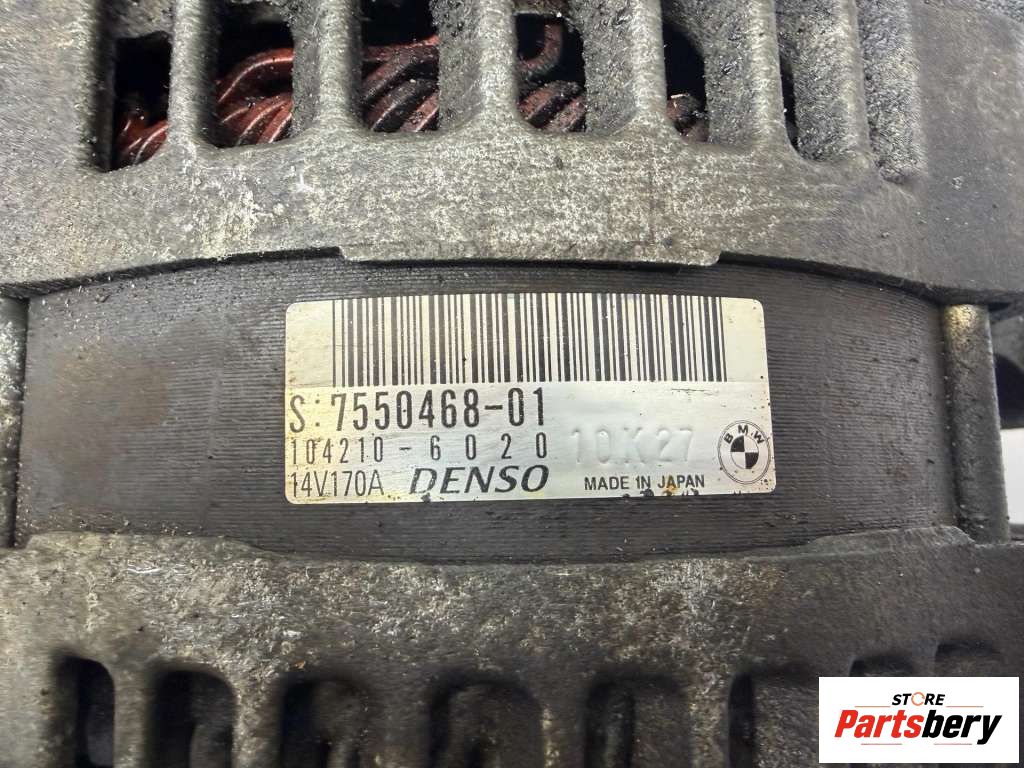 S:7550468-01
104210-6020 10K27
14V170A DENSO MADE IN JAPAN
BMW
STORE
Partsbery